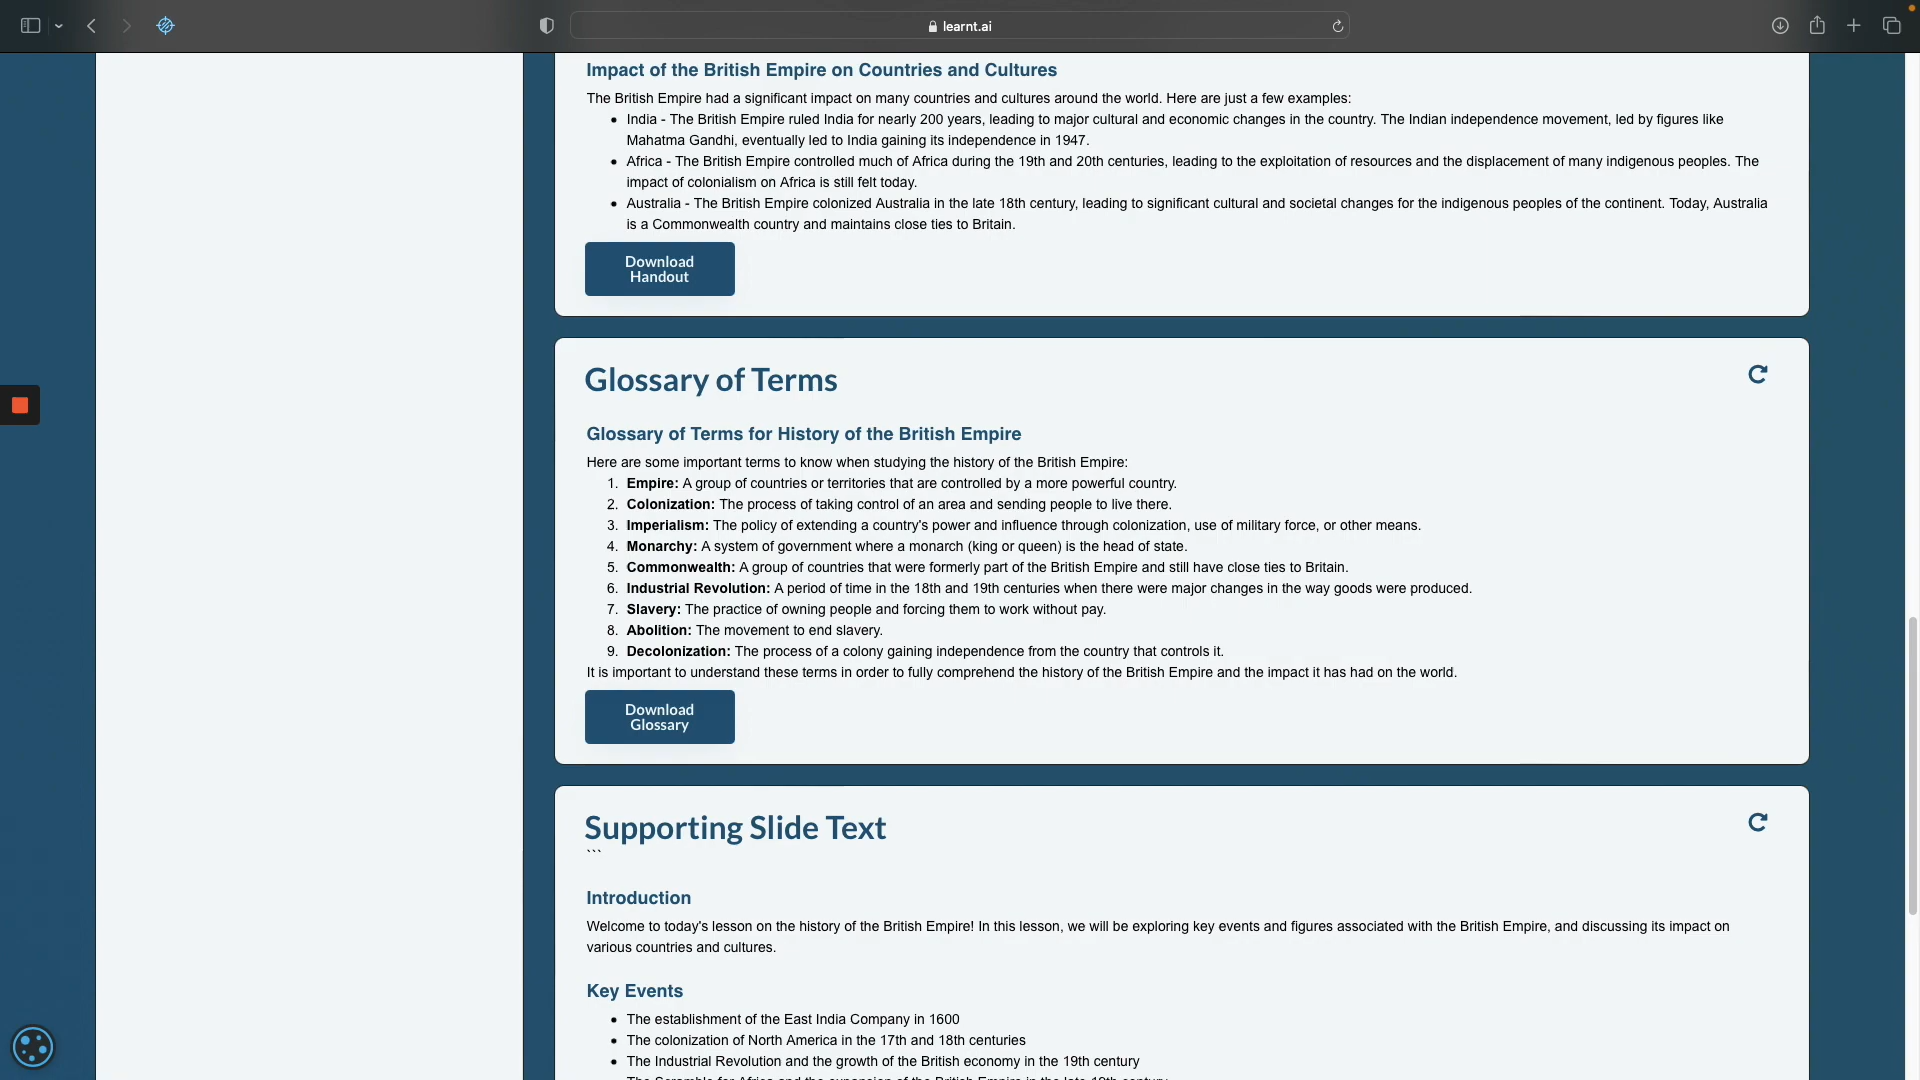 learnt.ai
Impact of the British Empire on Countries and Cultures
The British Empire had a significant impact on many countries and cultures around the world. Here are just a few examples:
India - The British Empire ruled India for nearly 200 years, leading to major cultural and economic changes in the country. The Indian independence movement, led by figures like
Mahatma Gandhi, eventually led to India gaining its independence in 1947.
Africa - The British Empire controlled much of Africa during the 19th and 20th centuries, leading to the exploitation of resources and the displacement of many indigenous peoples. The
impact of colonialism on Africa is still felt today.
Australia - The British Empire colonized Australia in the late 18th century, leading to significant cultural and societal changes for the indigenous peoples of the continent. Today, Australia
is a Commonwealth country and maintains close ties to Britain.
Download
Handout
Glossary of Terms
Glossary of Terms for History of the British Empire
Here are some important terms to know when studying the history of the British Empire:
1. Empire: A group of countries or territories that are controlled by a more powerful country.
2. Colonization: The process of taking control of an area and sending people to live there.
3. Imperialism: The policy of extending a country's power and influence through colonization, use of military force, or other means.
4. Monarchy: A system of government where a monarch (king or queen) is the head of state.
5. Commonwealth: A group of countries that were formerly part of the British Empire and still have close ties to Britain.
6. Industrial Revolution: A period of time in the 18th and 19th centuries when there were major changes in the way goods were produced.
7. Slavery: The practice of owning people and forcing them to work without pay.
8. Abolition: The movement to end slavery.
9. Decolonization: The process of a colony gaining independence from the country that controls it.
It is important to understand these terms in order to fully comprehend the history of the British Empire and the impact it has had on the world.
Download
Glossary
Supporting Slide Text
```
Introduction
Welcome to today's lesson on the history of the British Empire! In this lesson, we will be exploring key events and figures associated with the British Empire, and discussing its impact on
various countries and cultures.
Key Events
The establishment of the East India Company in 1600
The colonization of North America in the 17th and 18th centuries
The Industrial Revolution and the growth of the British economy in the 19th century
The Scramble for Africa and the expansion of the British Empire in the late 19th century